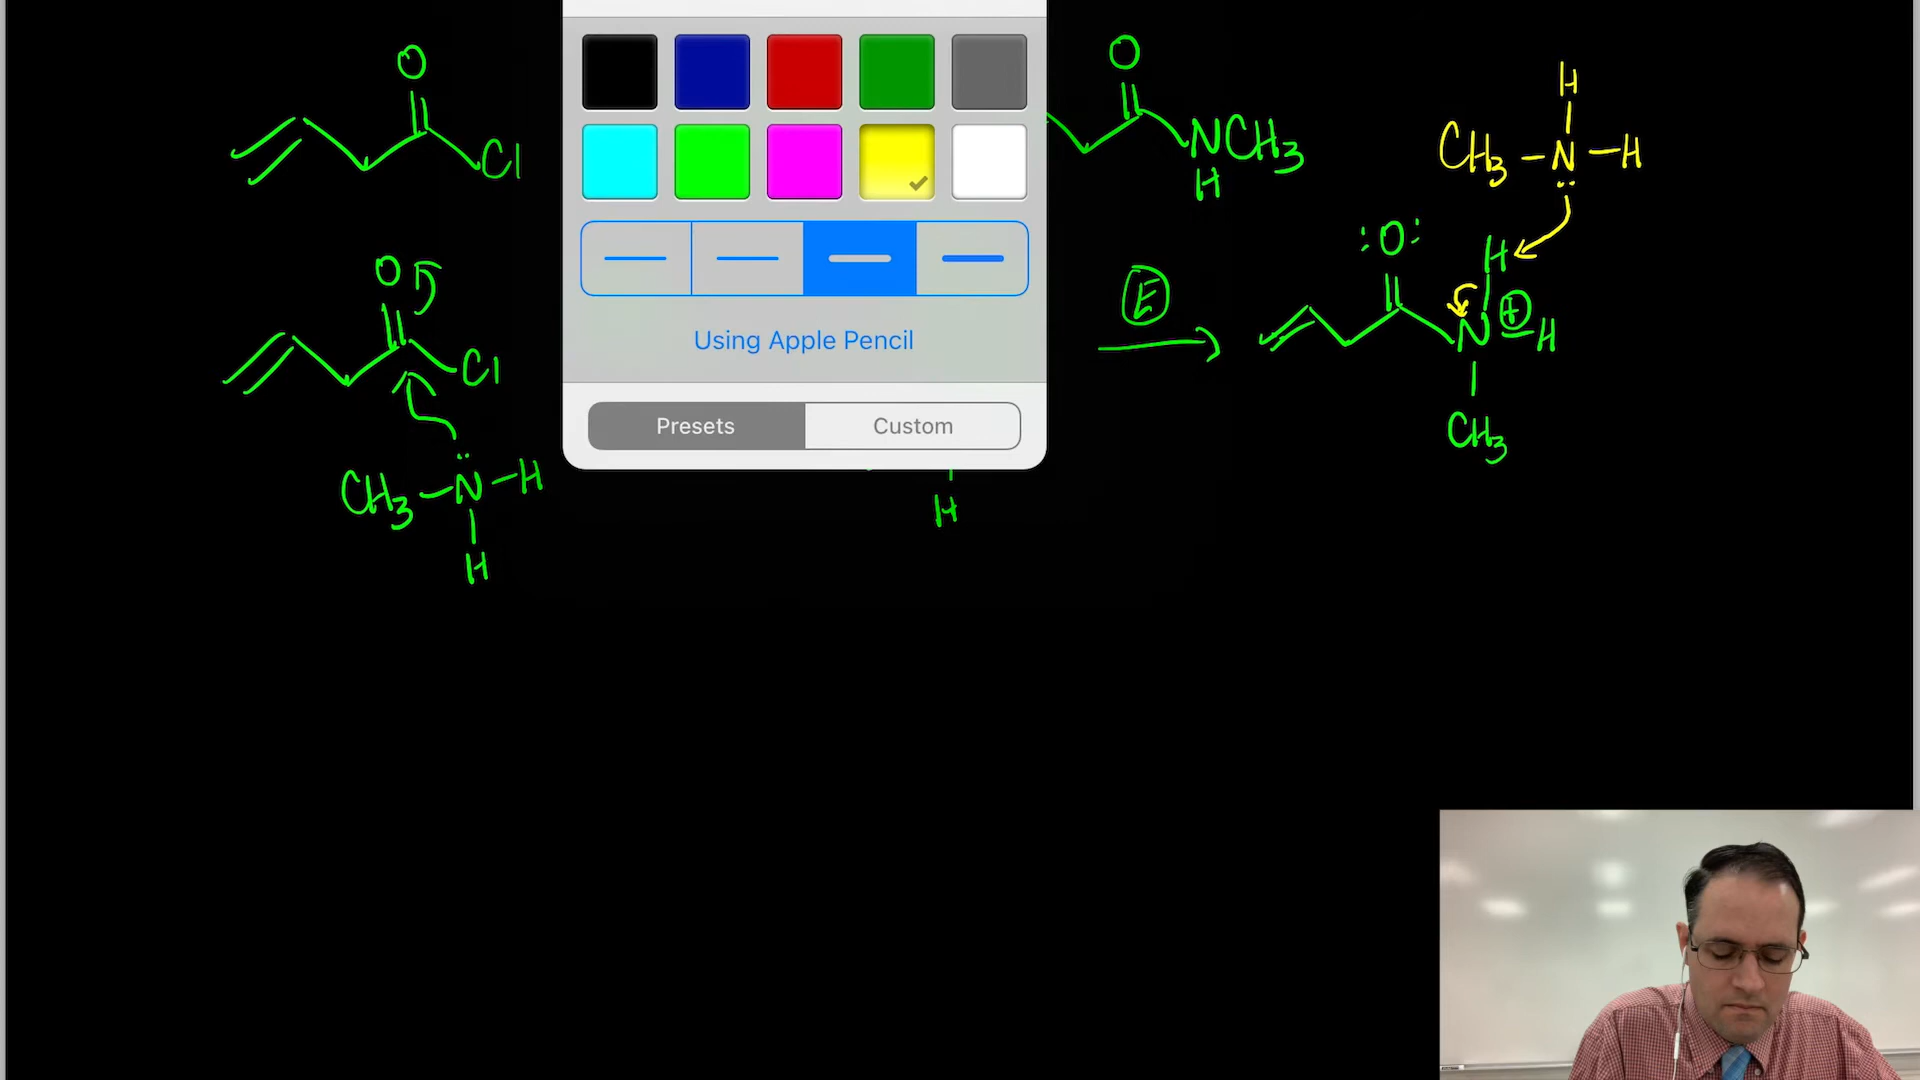 O
Cl
O
NCH3
H
H
CH3-N-H
O
Cl
CH3-N-H
H
H
E
:O:
H
N
+
H
CH3
Using Apple Pencil
Presets
Custom